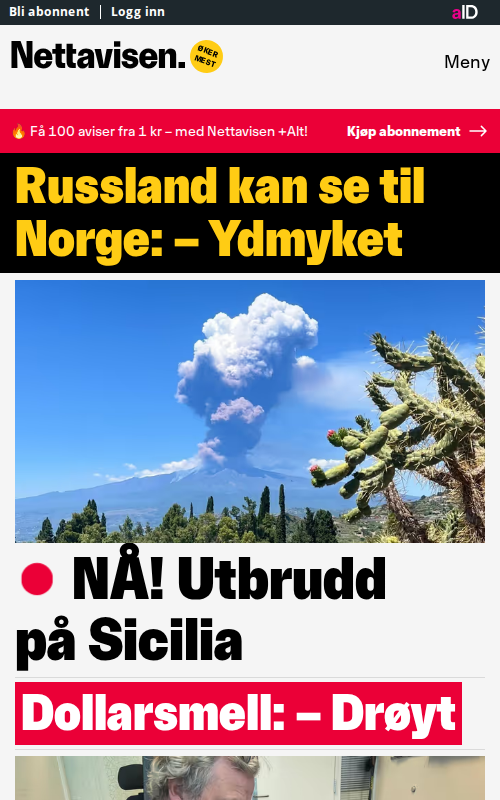 Bli abonnent
Logg inn
aID
Nettavisen.
ØKER
MEST
Meny
🔥 Få 100 aviser fra 1 kr – med Nettavisen +Alt!
Kjøp abonnement →
Russland kan se til
Norge: – Ydmyket
NÅ! Utbrudd
på Sicilia
Dollarsmell: – Drøyt